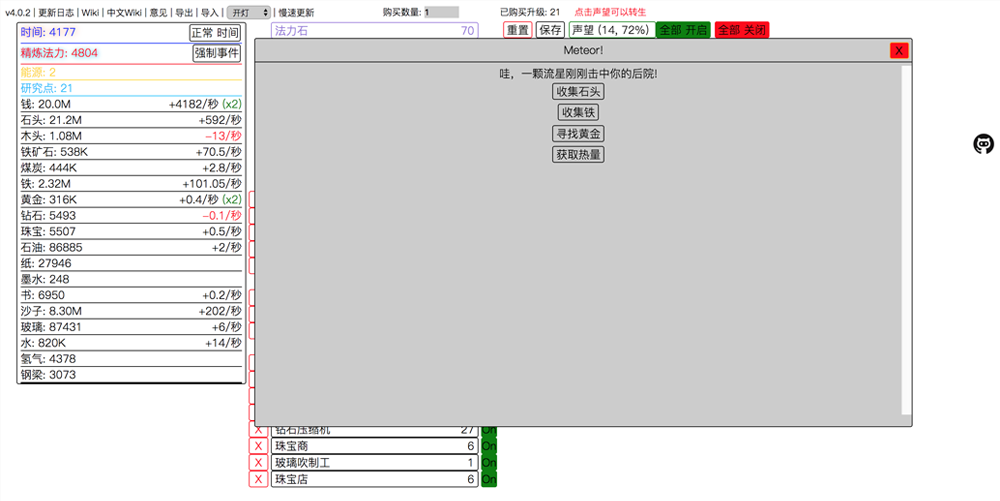 v4.0.2 | 更新日志 | Wiki | 中文Wiki | 意见 | 导出 | 导入 | 开灯 | 慢速更新 购买数量: 1 已购买升级: 21 点击声望可以转生
时间: 4177 正常 时间 法力石 70 重置 保存 声望 (14, 72%) 全部 开启 全部 关闭
精炼法力: 4804 强制事件
能源: 2
研究点: 21
钱: 20.0M +4182/秒 (x2)
石头: 21.2M +592/秒
木头: 1.08M −13/秒
铁矿石: 538K +70.5/秒
煤炭: 444K +2.8/秒
铁: 2.32M +101.05/秒
黄金: 316K +0.4/秒 (x2)
钻石: 5493 −0.1/秒
珠宝: 5507 +0.5/秒
石油: 86885 +2/秒
纸: 27946
墨水: 248
书: 6950 +0.2/秒
沙子: 8.30M +202/秒
玻璃: 87431 +6/秒
水: 820K +14/秒
氢气: 4378
钢梁: 3073
Meteor! X
哇，一颗流星刚刚击中你的后院!
收集石头
收集铁
寻找黄金
获取热量
X 钻石压缩机 27 On
X 珠宝商 6 On
X 玻璃吹制工 1 On
X 珠宝店 6 On